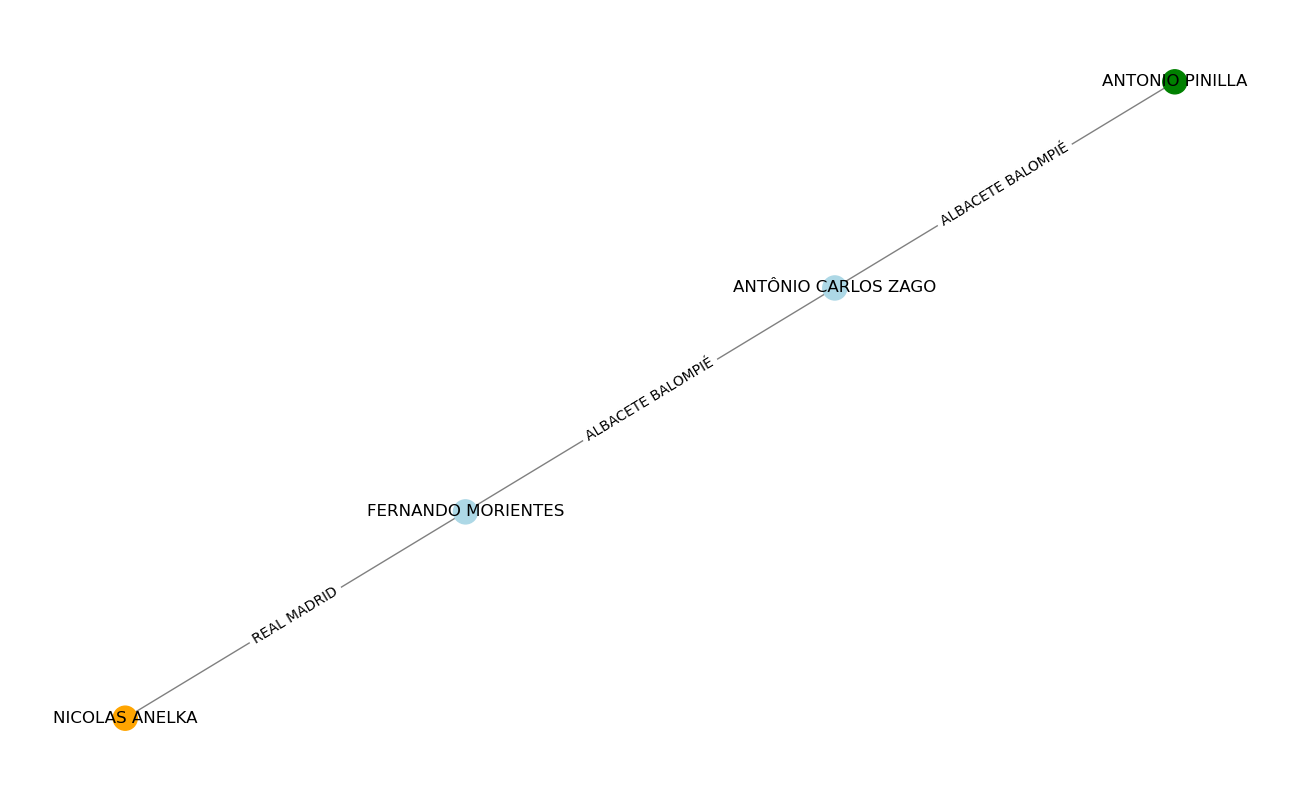 ANTONIO PINILLA
ALBACETE BALOMPIÉ
ANTÔNIO CARLOS ZAGO
ALBACETE BALOMPIÉ
FERNANDO MORIENTES
REAL MADRID
NICOLAS ANELKA